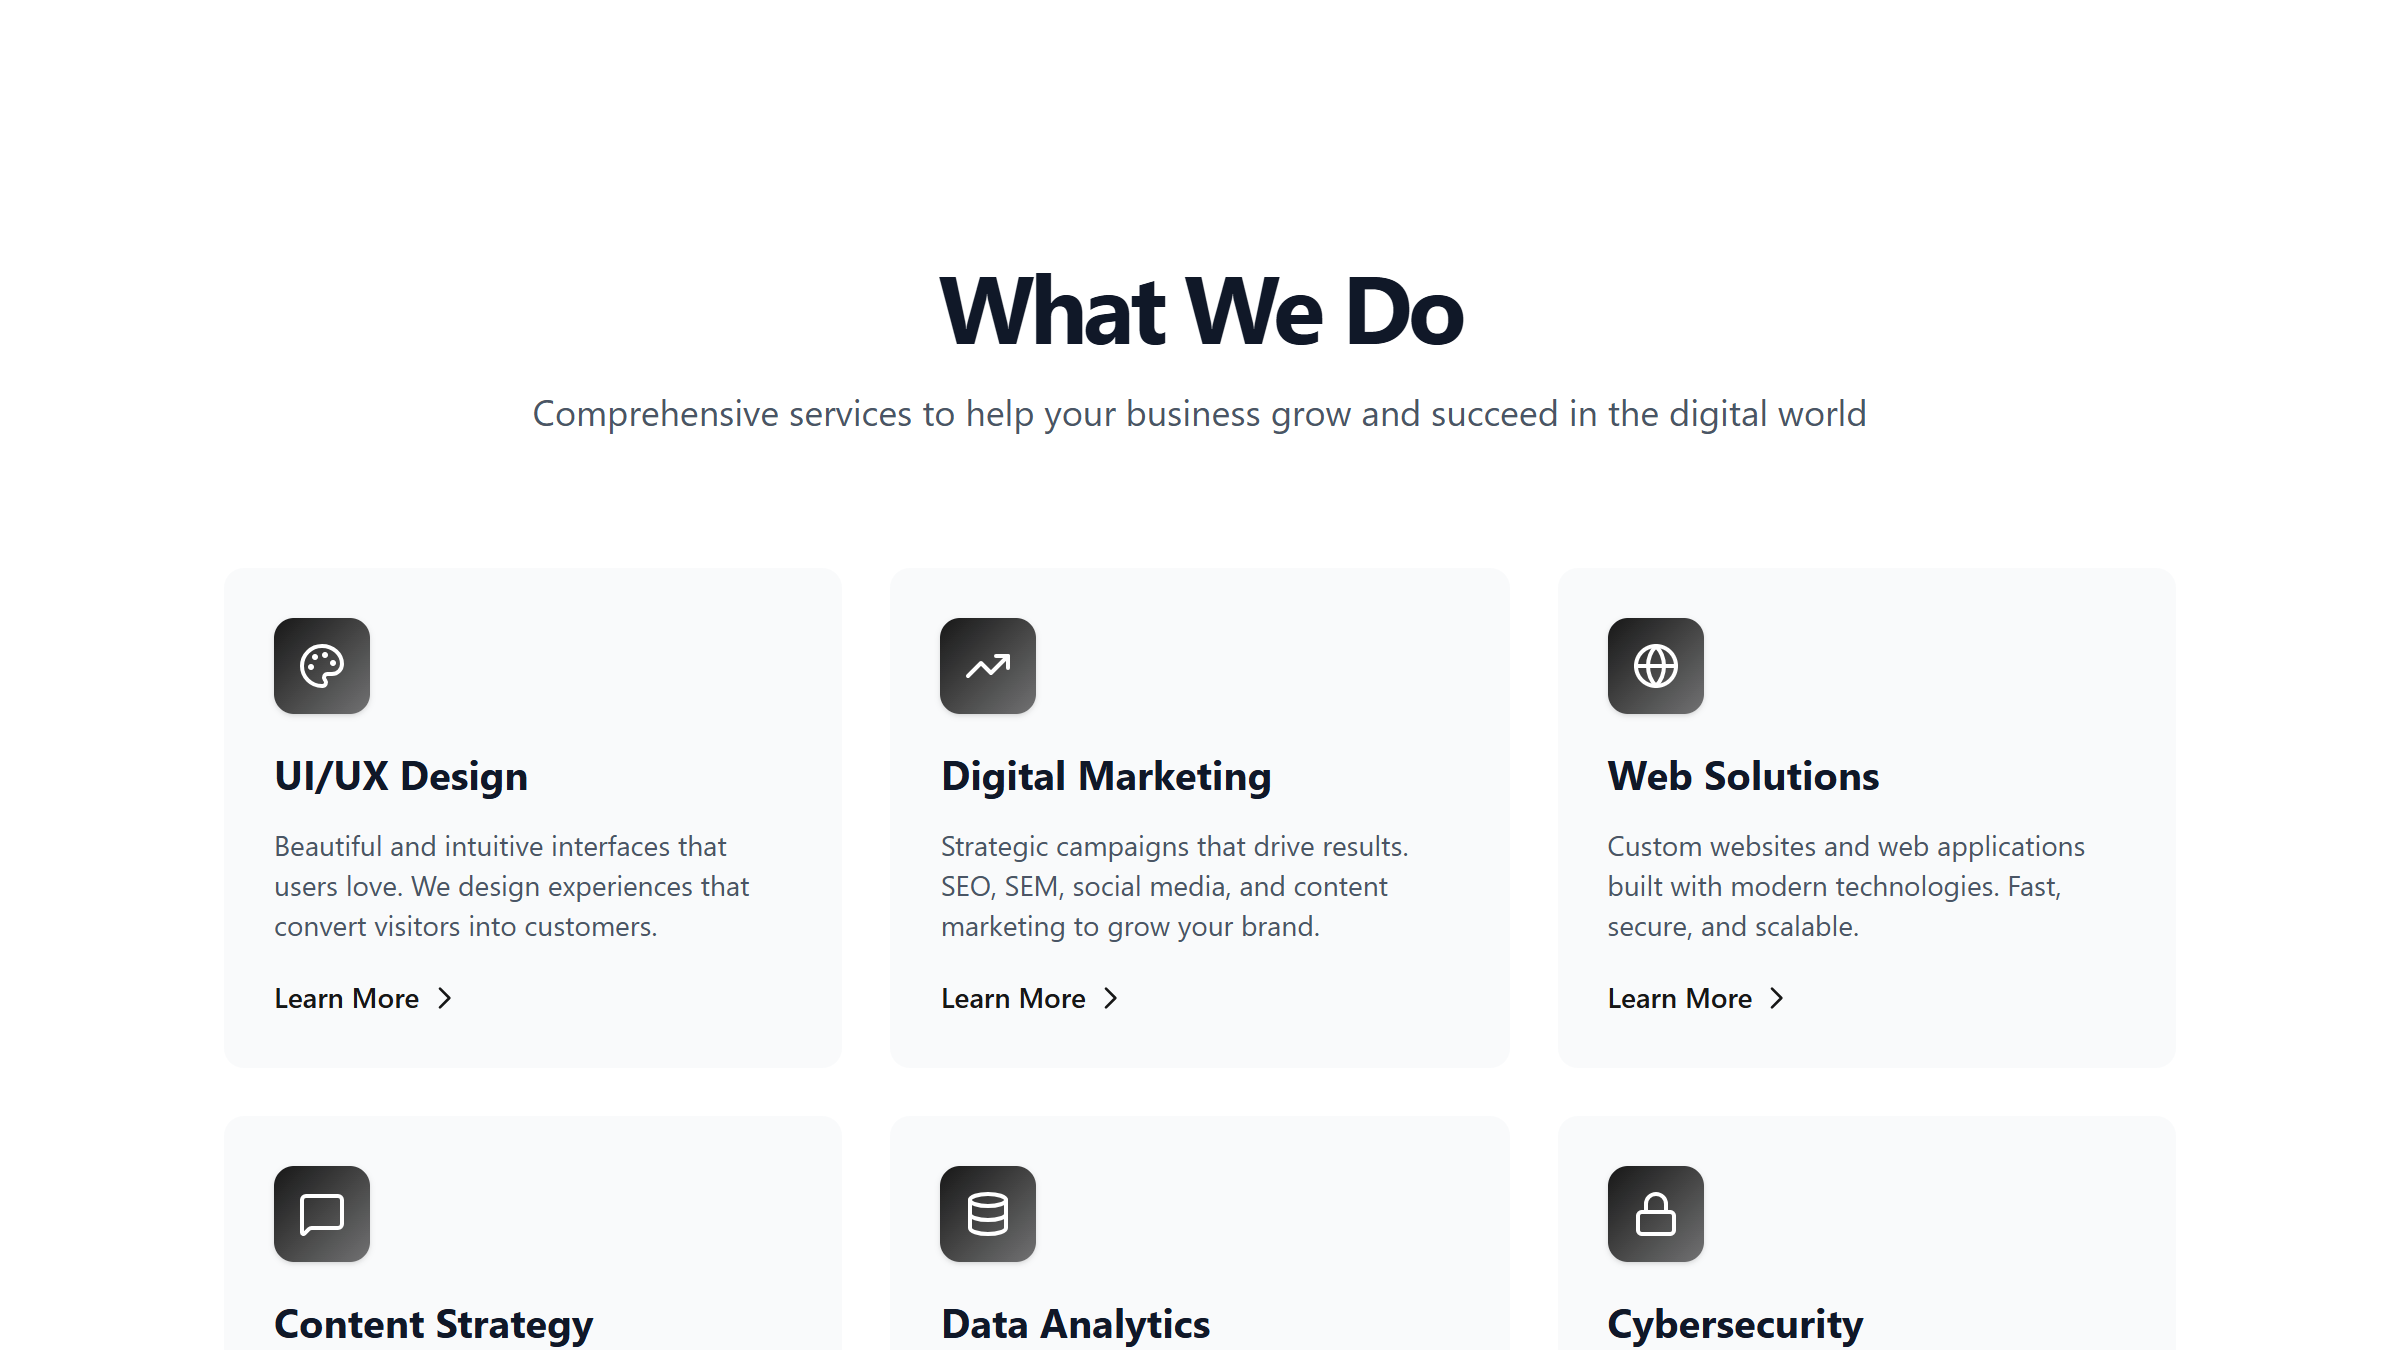 What We Do
Comprehensive services to help your business grow and succeed in the digital world
UI/UX Design
Beautiful and intuitive interfaces that
users love. We design experiences that
convert visitors into customers.
Learn More
Digital Marketing
Strategic campaigns that drive results.
SEO, SEM, social media, and content
marketing to grow your brand.
Learn More
Web Solutions
Custom websites and web applications
built with modern technologies. Fast,
secure, and scalable.
Learn More
Content Strategy
Data Analytics
Cybersecurity